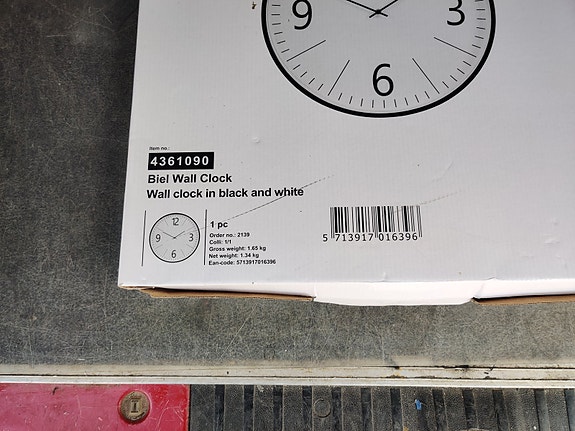 9
3
6
Item no.:
4361090
Biel Wall Clock
Wall clock in black and white
12
9
3
6
1 pc
Order no.: 2139
Colli: 1/1
Gross weight: 1.65 kg
Net weight: 1.34 kg
Ean-code: 5713917016396
5 713917 016396